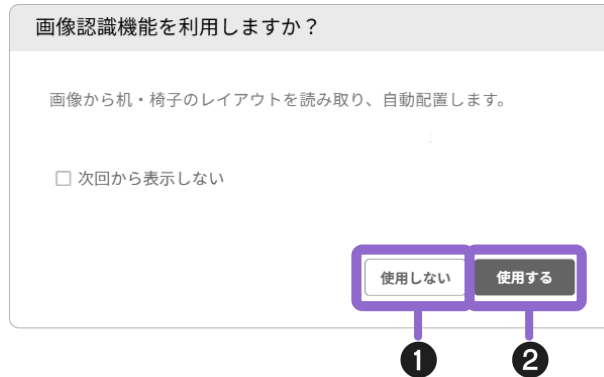 画像認識機能を利用しますか？
画像から机・椅子のレイアウトを読み取り、自動配置します。
次回から表示しない
使用しない 使用する
1 2